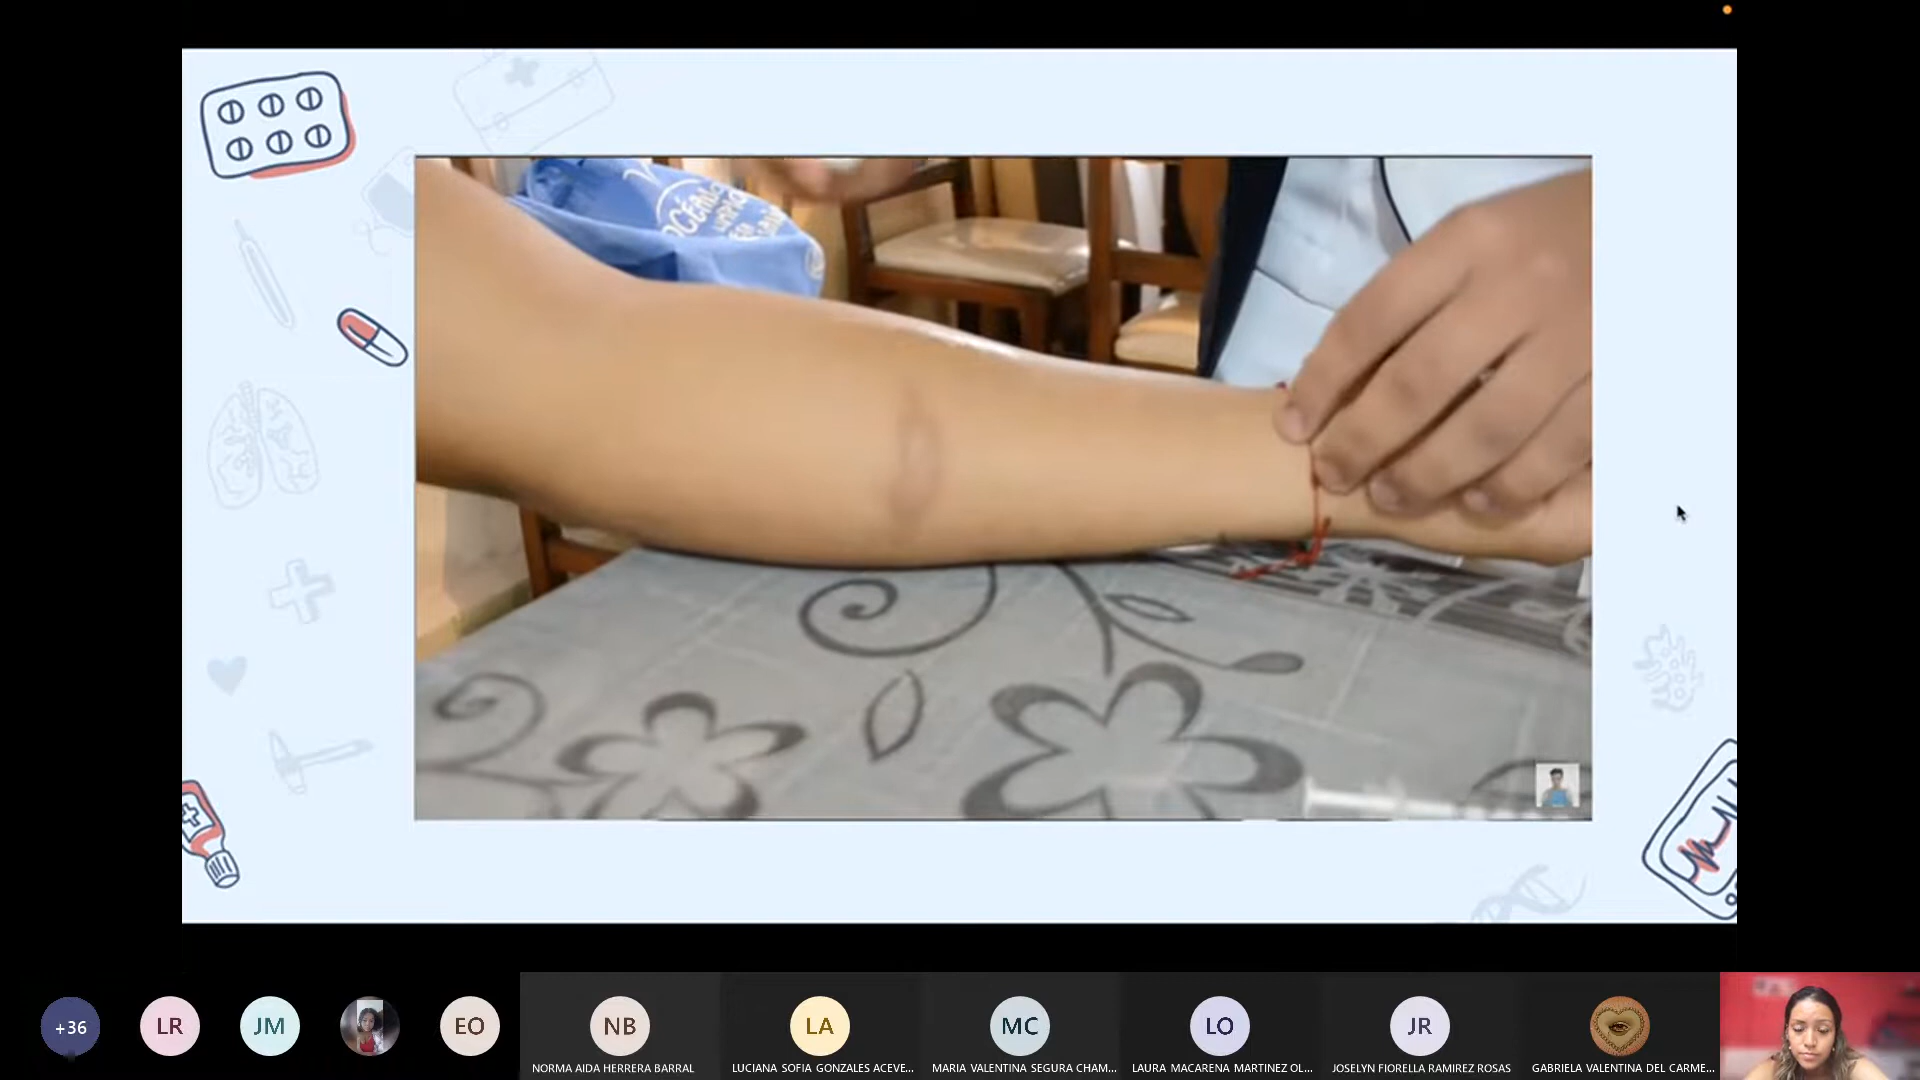 +36
LR
JM
EO
NB
LA
MC
LO
JR
NORMA AIDA HERRERA BARRAL
LUCIANA SOFIA GONZALES ACEVE...
MARIA VALENTINA SEGURA CHAM...
LAURA MACARENA MARTINEZ OL...
JOSELYN FIORELLA RAMIREZ ROSAS
GABRIELA VALENTINA DEL CARME...